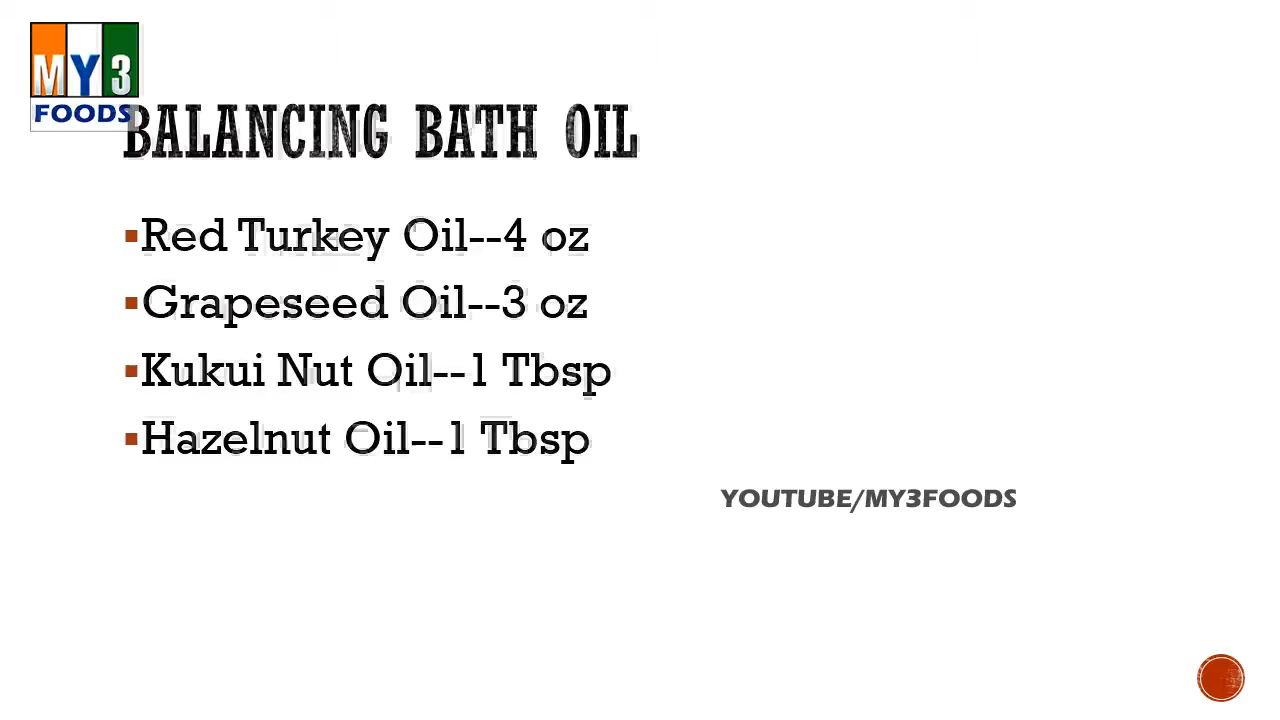 MY3
FOODS
BALANCING BATH OIL
▪Red Turkey Oil--4 oz
▪Grapeseed Oil--3 oz
▪Kukui Nut Oil--1 Tbsp
▪Hazelnut Oil--1 Tbsp
YOUTUBE/MY3FOODS